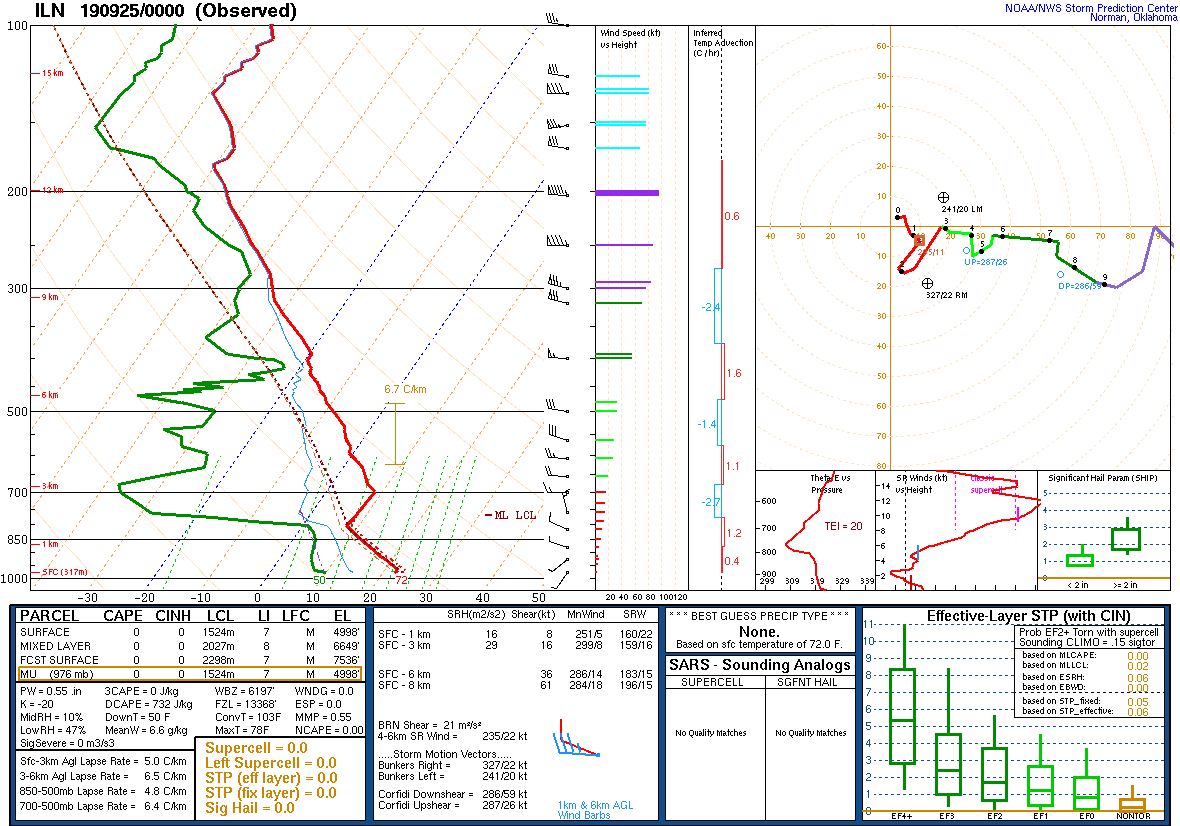 ILN 190925/0000 (Observed)
NOAA/NWS Storm Prediction Center
Norman, Oklahoma
100
200
300
400
500
700
850
1000
15 km
12 km
9 km
6 km
3 km
1 km
SFC (317m)
-30
-20
-10
0
10
20
30
40
50
6.7 C/km
ML LCL
50
72
Wind Speed (kt)
vs Height
20 40 60 80 100 120
Inferred
Temp Advection
(C / hr)
0.6
-2.4
1.6
-1.4
1.1
-2.7
1.2
0.4
60
50
40
30
20
10
40 30 20 10
20 30 40 50 60 70 80 90
10
20
30
40
50
60
70
80
0
1
2
3
4
5
6
7
8
9
241/20 LM
327/22 RM
UP=287/26
DP=286/59
Theta-E vs
Pressure
600
700
800
900
TEI = 20
299 309 319 329 339
SR Winds (kt)
vs Height
classic
supercell
14
12
10
8
6
4
2
Significant Hail Param (SHIP)
5
4
3
2
1
0
< 2 in
>= 2 in
PARCEL CAPE CINH LCL LI LFC EL
SURFACE 0 0 1524m 7 M 4998'
MIXED LAYER 0 0 2027m 8 M 6649'
FCST SURFACE 0 0 2298m 7 M 7536'
MU (976 mb) 0 0 1524m 7 M 4998'
PW = 0.55 .in 3CAPE = 0 J/kg WBZ = 6197' WNDG = 0.0
K = -20 DCAPE = 732 J/kg FZL = 13368' ESP = 0.0
MidRH = 10% DownT = 50 F ConvT = 103F MMP = 0.55
LowRH = 47% MeanW = 6.6 g/kg MaxT = 78F NCAPE = 0.00
SigSevere = 0 m3/s3
Sfc-3km Agl Lapse Rate = 5.0 C/km
3-6km Agl Lapse Rate = 6.5 C/km
850-500mb Lapse Rate = 4.8 C/km
700-500mb Lapse Rate = 6.4 C/km
Supercell = 0.0
Left Supercell = 0.0
STP (eff layer) = 0.0
STP (fix layer) = 0.0
Sig Hail = 0.0
SRH(m2/s2) Shear(kt) MnWind SRW
SFC - 1 km 16 8 251/5 160/22
SFC - 3 km 29 16 299/8 159/16
SFC - 6 km 36 286/14 183/15
SFC - 8 km 61 284/18 196/15
BRN Shear = 21 m²/s²
4-6km SR Wind = 235/22 kt
.....Storm Motion Vectors.....
Bunkers Right = 327/22 kt
Bunkers Left = 241/20 kt
Corfidi Downshear = 286/59 kt
Corfidi Upshear = 287/26 kt
1km & 6km AGL
Wind Barbs
* * * BEST GUESS PRECIP TYPE * * *
None.
Based on sfc temperature of 72.0 F.
SARS - Sounding Analogs
SUPERCELL SGFNT HAIL
No Quality Matches No Quality Matches
Effective-Layer STP (with CIN)
11
10
9
8
7
6
5
4
3
2
1
0
Prob EF2+ Torn with supercell
Sounding CLIMO = .15 sigtor
based on MLCAPE: 0.00
based on MLLCL: 0.02
based on ESRH: 0.06
based on EBWD: 0.00
based on STP_fixed: 0.05
based on STP_effective: 0.06
EF4+ EF3 EF2 EF1 EF0 NONTOR